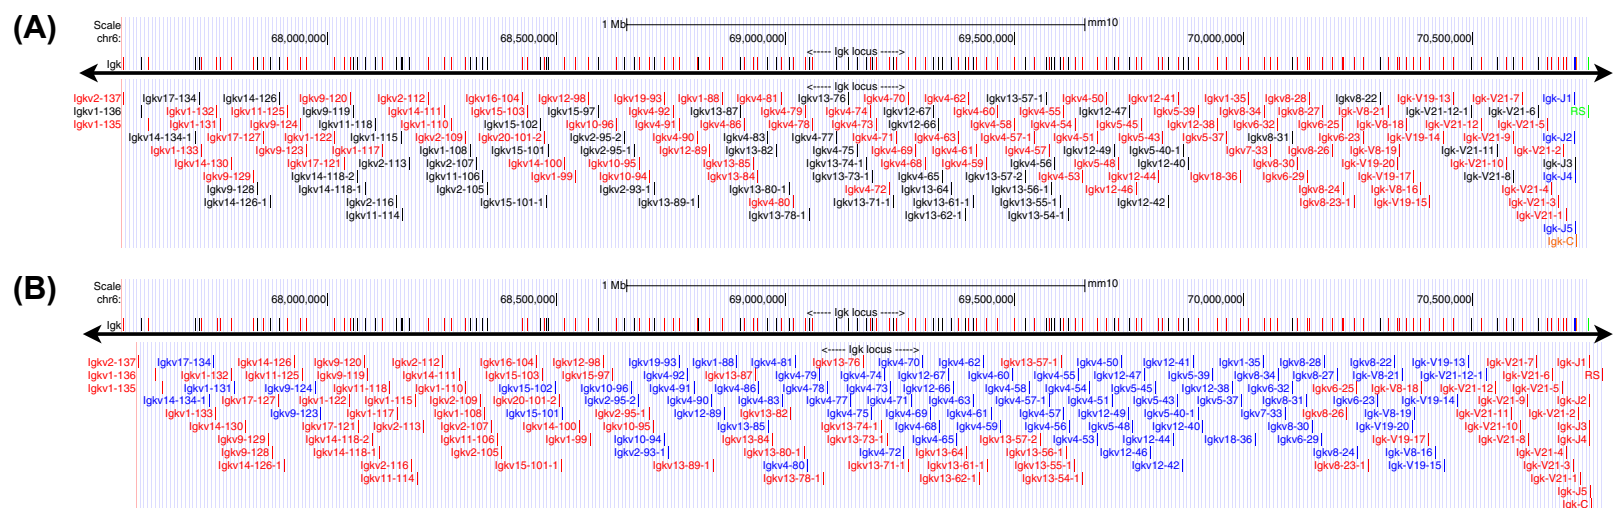 (A)
Scale 1 Mb mm10
chr6: 68,000,000 68,500,000 69,000,000 69,500,000 70,000,000 70,500,000
<----- Igk locus ----->
Igk
<----- Igk locus ----->
Igkv2-137 Igkv17-134 Igkv14-126 Igkv9-120 Igkv2-112 Igkv16-104 Igkv12-98 Igkv19-93 Igkv1-88 Igkv4-81 Igkv13-76 Igkv4-70 Igkv4-62 Igkv13-57-1 Igkv4-50 Igkv12-41 Igkv1-35 Igkv8-28 Igkv8-22 Igk-V19-13 Igk-V21-7 Igk-J1
Igkv1-136 Igkv1-132 Igkv11-125 Igkv9-119 Igkv14-111 Igkv15-103 Igkv15-97 Igkv4-92 Igkv13-87 Igkv4-79 Igkv4-74 Igkv12-67 Igkv4-60 Igkv4-55 Igkv12-47 Igkv5-39 Igkv8-34 Igkv8-27 Igk-V8-21 Igk-V21-12-1 Igk-V21-6 RS
Igkv1-135 Igkv1-131 Igkv9-124 Igkv11-118 Igkv1-110 Igkv15-102 Igkv10-96 Igkv4-91 Igkv4-86 Igkv4-78 Igkv4-73 Igkv12-66 Igkv4-58 Igkv4-54 Igkv5-45 Igkv12-38 Igkv6-32 Igkv6-25 Igk-V8-18 Igk-V21-12 Igk-V21-5
Igkv14-134-1 Igkv17-127 Igkv1-122 Igkv1-115 Igkv2-109 Igkv20-101-2 Igkv2-95-2 Igkv4-90 Igkv4-83 Igkv4-77 Igkv4-71 Igkv4-63 Igkv4-57-1 Igkv4-51 Igkv5-43 Igkv5-37 Igkv8-31 Igkv6-23 Igk-V19-14 Igk-V21-9 Igk-J2
Igkv1-133 Igkv9-123 Igkv1-117 Igkv1-108 Igkv15-101 Igkv2-95-1 Igkv12-89 Igkv13-82 Igkv4-75 Igkv4-69 Igkv4-61 Igkv4-57 Igkv12-49 Igkv5-40-1 Igkv7-33 Igkv8-26 Igk-V8-19 Igk-V21-11 Igk-V21-2
Igkv14-130 Igkv17-121 Igkv2-113 Igkv2-107 Igkv14-100 Igkv10-95 Igkv13-85 Igkv13-74-1 Igkv4-68 Igkv4-59 Igkv4-56 Igkv5-48 Igkv12-40 Igkv8-30 Igk-V19-20 Igk-V21-10 Igk-J3
Igkv9-129 Igkv14-118-2 Igkv11-106 Igkv1-99 Igkv10-94 Igkv13-84 Igkv13-73-1 Igkv4-65 Igkv13-57-2 Igkv4-53 Igkv12-44 Igkv18-36 Igkv6-29 Igk-V19-17 Igk-V21-8 Igk-J4
Igkv9-128 Igkv14-118-1 Igkv2-105 Igkv2-93-1 Igkv13-80-1 Igkv4-72 Igkv13-64 Igkv13-56-1 Igkv12-46 Igkv8-24 Igk-V8-16 Igk-V21-4
Igkv14-126-1 Igkv2-116 Igkv15-101-1 Igkv13-89-1 Igkv4-80 Igkv13-71-1 Igkv13-61-1 Igkv13-55-1 Igkv12-42 Igkv8-23-1 Igk-V19-15 Igk-V21-3
Igkv11-114 Igkv13-78-1 Igkv13-62-1 Igkv13-54-1 Igk-V21-1
Igk-J5
Igk-C
(B)
Scale 1 Mb mm10
chr6: 68,000,000 68,500,000 69,000,000 69,500,000 70,000,000 70,500,000
<----- Igk locus ----->
Igk
<----- Igk locus ----->
Igkv2-137 Igkv17-134 Igkv14-126 Igkv9-120 Igkv2-112 Igkv16-104 Igkv12-98 Igkv19-93 Igkv1-88 Igkv4-81 Igkv13-76 Igkv4-70 Igkv4-62 Igkv13-57-1 Igkv4-50 Igkv12-41 Igkv1-35 Igkv8-28 Igkv8-22 Igk-V19-13 Igk-V21-7 Igk-J1
Igkv1-136 Igkv1-132 Igkv11-125 Igkv9-119 Igkv14-111 Igkv15-103 Igkv15-97 Igkv4-92 Igkv13-87 Igkv4-79 Igkv4-74 Igkv12-67 Igkv4-60 Igkv4-55 Igkv12-47 Igkv5-39 Igkv8-34 Igkv8-27 Igk-V8-21 Igk-V21-12-1 Igk-V21-6 RS
Igkv1-135 Igkv1-131 Igkv9-124 Igkv11-118 Igkv1-110 Igkv15-102 Igkv10-96 Igkv4-91 Igkv4-86 Igkv4-78 Igkv4-73 Igkv12-66 Igkv4-58 Igkv4-54 Igkv5-45 Igkv12-38 Igkv6-32 Igkv6-25 Igk-V8-18 Igk-V21-12 Igk-V21-5
Igkv14-134-1 Igkv17-127 Igkv1-122 Igkv1-115 Igkv2-109 Igkv20-101-2 Igkv2-95-2 Igkv4-90 Igkv4-83 Igkv4-77 Igkv4-71 Igkv4-63 Igkv4-57-1 Igkv4-51 Igkv5-43 Igkv5-37 Igkv8-31 Igkv6-23 Igk-V19-14 Igk-V21-9 Igk-J2
Igkv1-133 Igkv9-123 Igkv1-117 Igkv1-108 Igkv15-101 Igkv2-95-1 Igkv12-89 Igkv13-82 Igkv4-75 Igkv4-69 Igkv4-61 Igkv4-57 Igkv12-49 Igkv5-40-1 Igkv7-33 Igkv8-26 Igk-V8-19 Igk-V21-11 Igk-V21-2
Igkv14-130 Igkv17-121 Igkv2-113 Igkv2-107 Igkv14-100 Igkv10-95 Igkv13-85 Igkv13-74-1 Igkv4-68 Igkv4-59 Igkv4-56 Igkv5-48 Igkv12-40 Igkv8-30 Igk-V19-20 Igk-V21-10 Igk-J3
Igkv9-129 Igkv14-118-2 Igkv11-106 Igkv1-99 Igkv10-94 Igkv13-84 Igkv13-73-1 Igkv4-65 Igkv13-57-2 Igkv4-53 Igkv12-44 Igkv18-36 Igkv6-29 Igk-V19-17 Igk-V21-8 Igk-J4
Igkv9-128 Igkv14-118-1 Igkv2-105 Igkv2-93-1 Igkv13-80-1 Igkv4-72 Igkv13-64 Igkv13-56-1 Igkv12-46 Igkv8-24 Igk-V8-16 Igk-V21-4
Igkv14-126-1 Igkv2-116 Igkv15-101-1 Igkv13-89-1 Igkv4-80 Igkv13-71-1 Igkv13-61-1 Igkv13-55-1 Igkv12-42 Igkv8-23-1 Igk-V19-15 Igk-V21-3
Igkv11-114 Igkv13-78-1 Igkv13-62-1 Igkv13-54-1 Igk-V21-1
Igk-J5
Igk-C